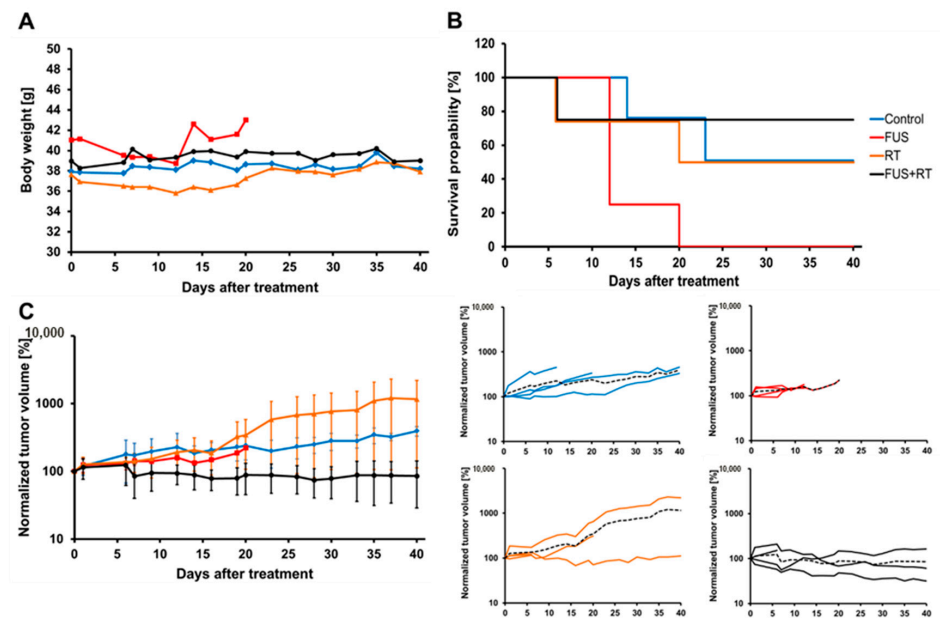 A
Body weight [g]
50
48
46
44
42
40
38
36
34
32
30
0 5 10 15 20 25 30 35 40
Days after treatment
B
Survival propability [%]
120
100
80
60
40
20
0
0 5 10 15 20 25 30 35 40
Days after treatment
Control
FUS
RT
FUS+RT
C
Normalized tumor volume [%]
10,000
1000
100
10
0 5 10 15 20 25 30 35 40
Days after treatment
Normalized tumor volume [%]
10,000
1000
100
10
0 5 10 15 20 25 30 35 40
Normalized tumor volume [%]
10,000
1000
100
10
0 5 10 15 20 25 30 35 40
Normalized tumor volume [%]
10,000
1000
100
10
0 5 10 15 20 25 30 35 40
Normalized tumor volume [%]
10,000
1000
100
10
0 5 10 15 20 25 30 35 40